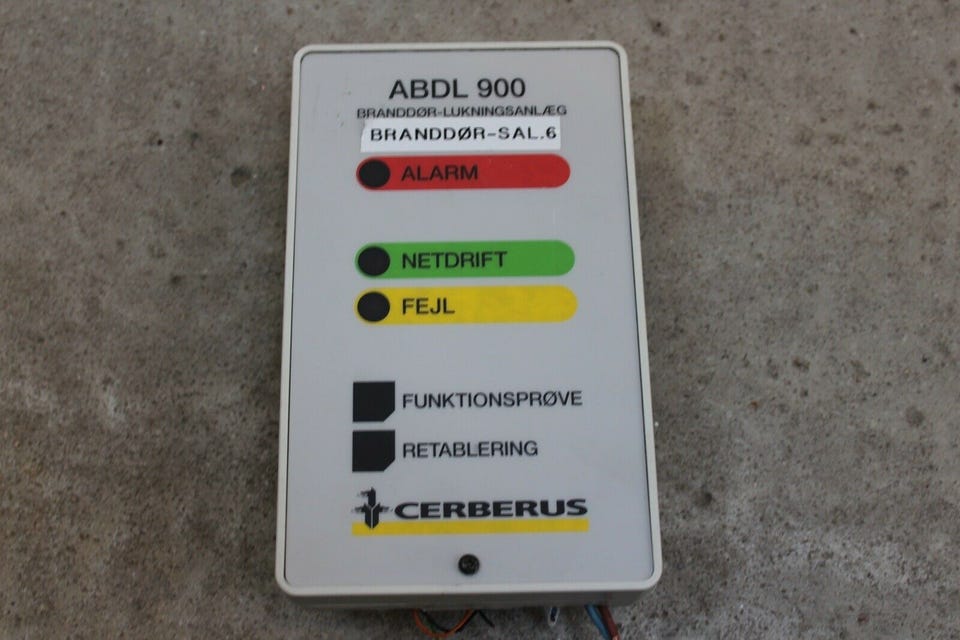 ABDL 900
BRANDDØR-LUKNINGSANLÆG
BRANDDØR-SAL.6
ALARM
NETDRIFT
FEJL
FUNKTIONSPRØVE
RETABLERING
CERBERUS